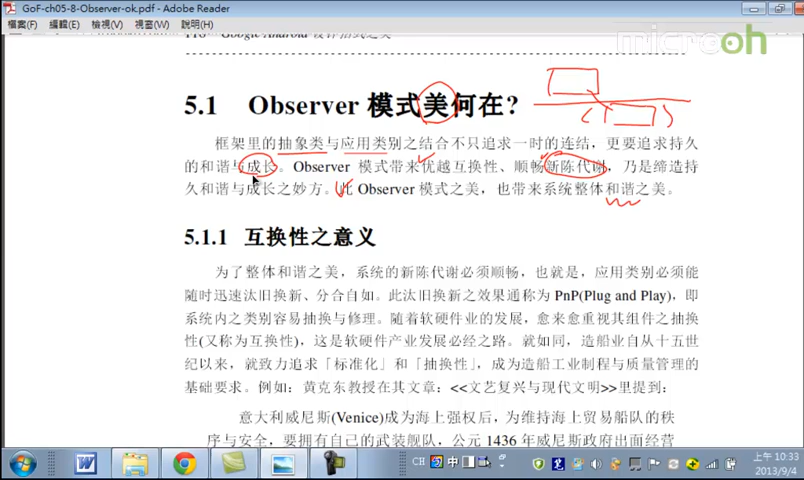 GoF-ch05-8-Observer-ok.pdf - Adobe Reader
檔案(F) 編輯(E) 檢視(V) 視窗(W) 說明(H)
microoh
5.1 Observer 模式美何在?
框架里的抽象类与应用类别之结合不只追求一时的连结，更要追求持久
的和谐与成长。Observer 模式带来优越互换性、顺畅新陈代谢，乃是缔造持
久和谐与成长之妙方。此 Observer 模式之美，也带来系统整体和谐之美。
5.1.1 互换性之意义
为了整体和谐之美，系统的新陈代谢必须顺畅，也就是，应用类别必须能
随时迅速汰旧换新、分合自如。此汰旧换新之效果通称为 PnP(Plug and Play)，即
系统内之类别容易抽换与修理。随着软硬件业的发展，愈来愈重视其组件之抽换
性(又称为互换性)，这是软硬件产业发展必经之路。就如同，造船业自从十五世
纪以来，就致力追求「标准化」和「抽换性」，成为造船工业制程与质量管理的
基础要求。例如：黄克东教授在其文章：<<文艺复兴与现代文明>>里提到：
意大利威尼斯(Venice)成为海上强权后，为维持海上贸易船队的秩
序与安全，要拥有自己的武装舰队，公元 1436 年威尼斯政府出面经营
CH 中
上午 10:33
2013/9/4